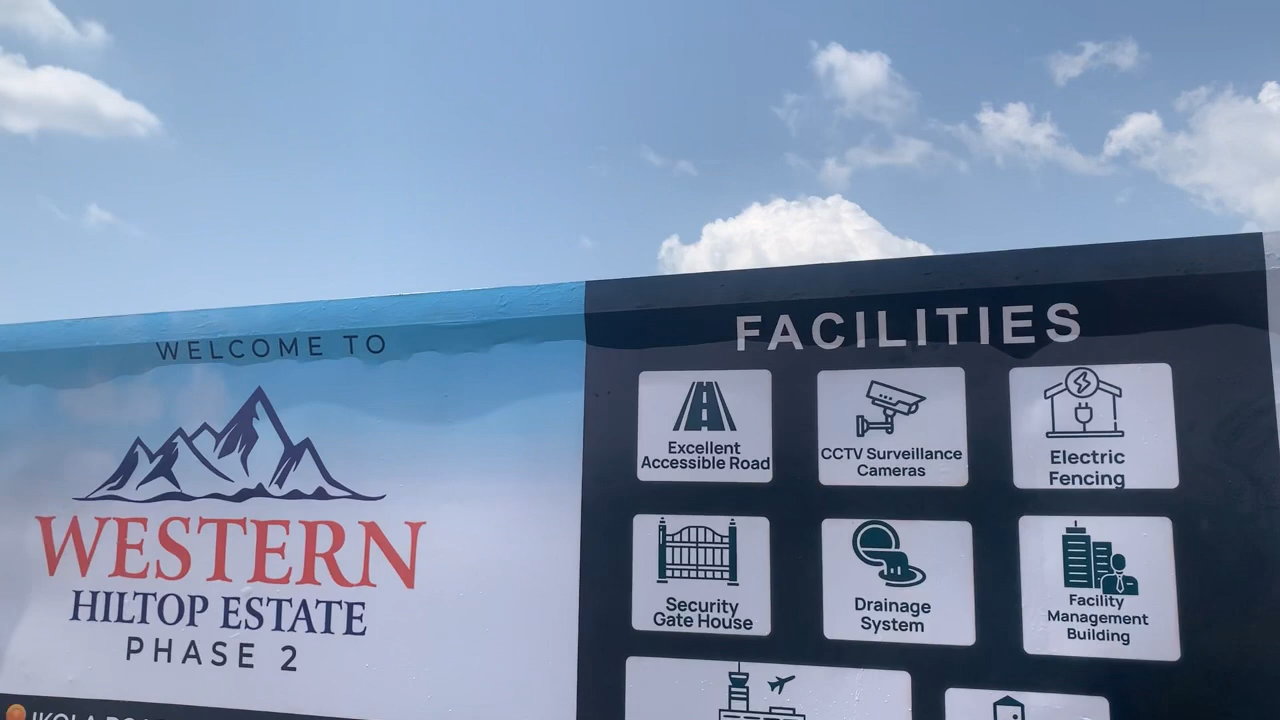 WELCOME TO
WESTERN
HILTOP ESTATE
PHASE 2
FACILITIES
Excellent
Accessible Road
CCTV Surveillance
Cameras
Electric
Fencing
Security
Gate House
Drainage
System
Facility
Management
Building